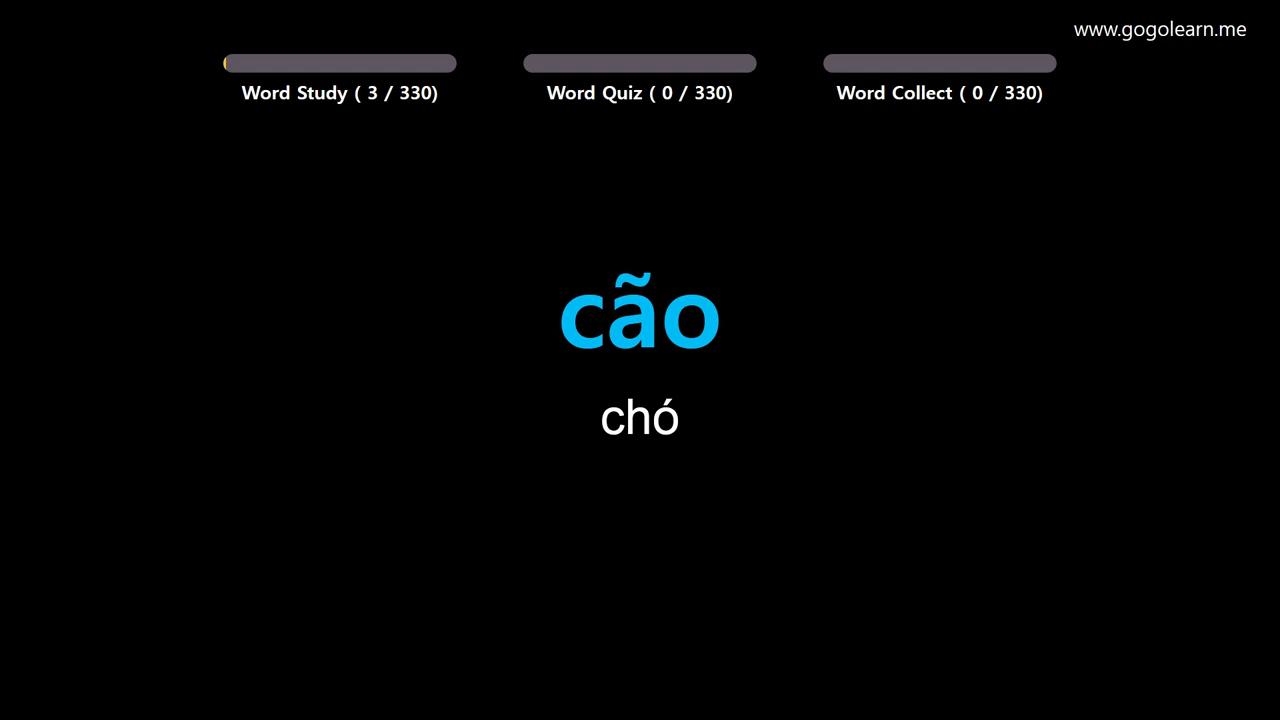 www.gogolearn.me
Word Study ( 3 / 330)
Word Quiz ( 0 / 330)
Word Collect ( 0 / 330)
cão
chó